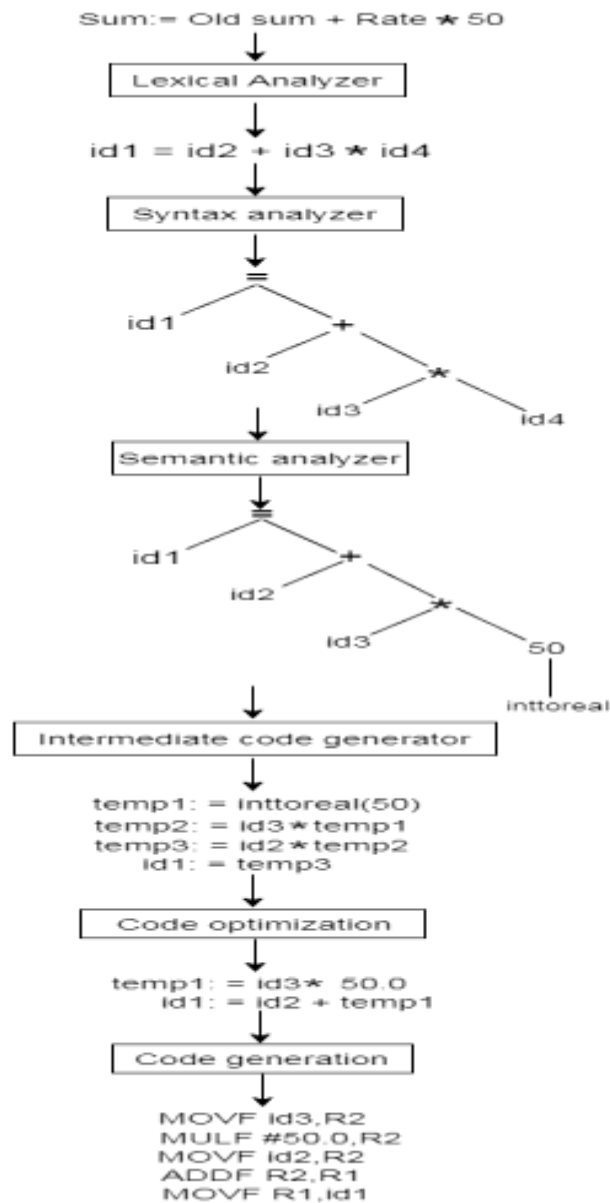 Sum:= Old sum + Rate * 50
Lexical Analyzer
id1 = id2 + id3 * id4
Syntax analyzer
=
id1
+
id2
*
id3
id4
Semantic analyzer
=
id1
+
id2
*
id3
50
inttoreal
Intermediate code generator
temp1: = inttoreal(50)
temp2: = id3*temp1
temp3: = id2*temp2
id1: = temp3
Code optimization
temp1: = id3* 50.0
id1: = id2 + temp1
Code generation
MOVF id3,R2
MULF #50.0,R2
MOVF id2,R2
ADDF R2,R1
MOVF R1,id1